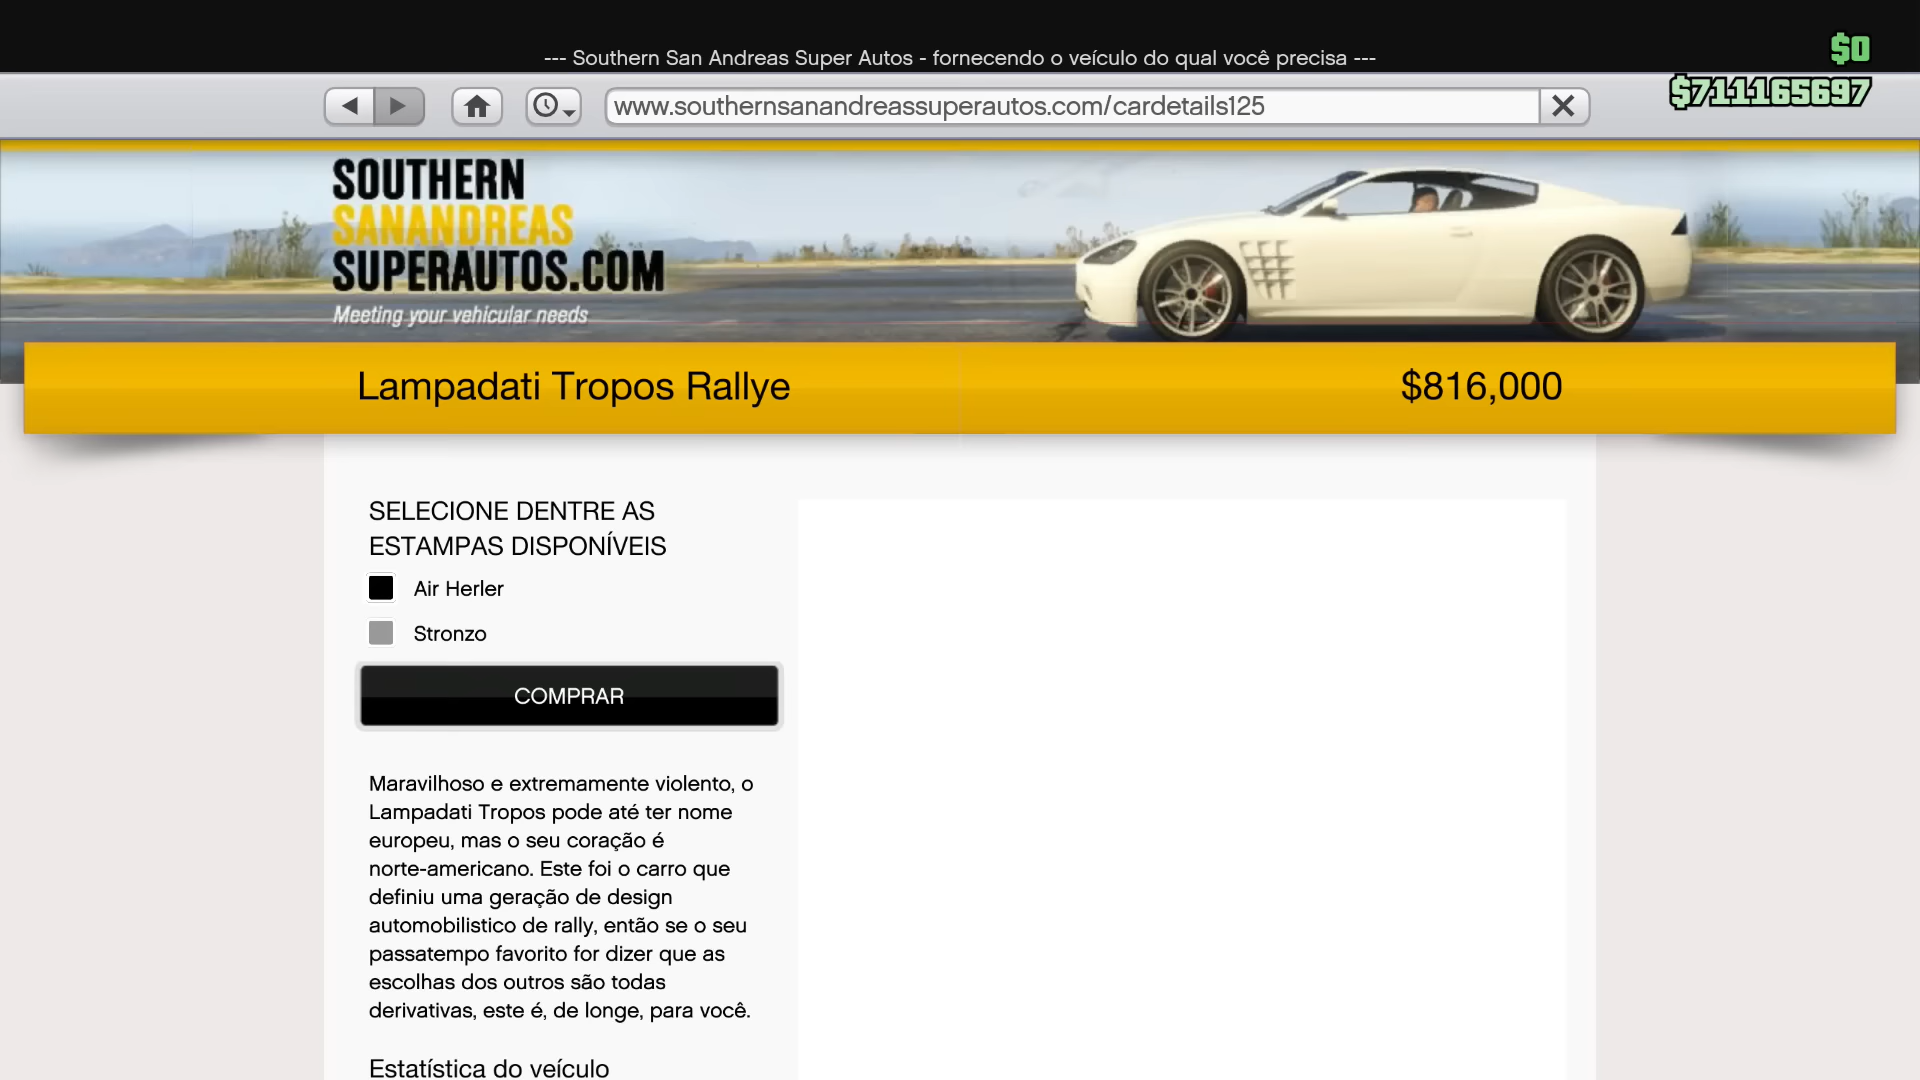 --- Southern San Andreas Super Autos - fornecendo o veículo do qual você precisa ---
$0
$711165697
www.southernsanandreassuperautos.com/cardetails125
SOUTHERN
SANANDREAS
SUPERAUTOS.COM
Meeting your vehicular needs
Lampadati Tropos Rallye
$816,000
SELECIONE DENTRE AS
ESTAMPAS DISPONÍVEIS
Air Herler
Stronzo
COMPRAR
Maravilhoso e extremamente violento, o
Lampadati Tropos pode até ter nome
europeu, mas o seu coração é
norte-americano. Este foi o carro que
definiu uma geração de design
automobilistico de rally, então se o seu
passatempo favorito for dizer que as
escolhas dos outros são todas
derivativas, este é, de longe, para você.
Estatística do veículo